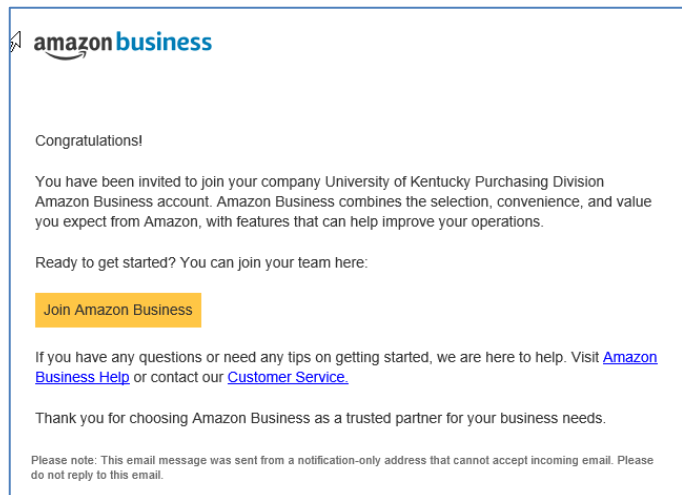 amazon business
Congratulations!
You have been invited to join your company University of Kentucky Purchasing Division
Amazon Business account. Amazon Business combines the selection, convenience, and value
you expect from Amazon, with features that can help improve your operations.
Ready to get started? You can join your team here:
Join Amazon Business
If you have any questions or need any tips on getting started, we are here to help. Visit Amazon
Business Help or contact our Customer Service.
Thank you for choosing Amazon Business as a trusted partner for your business needs.
Please note: This email message was sent from a notification-only address that cannot accept incoming email. Please
do not reply to this email.